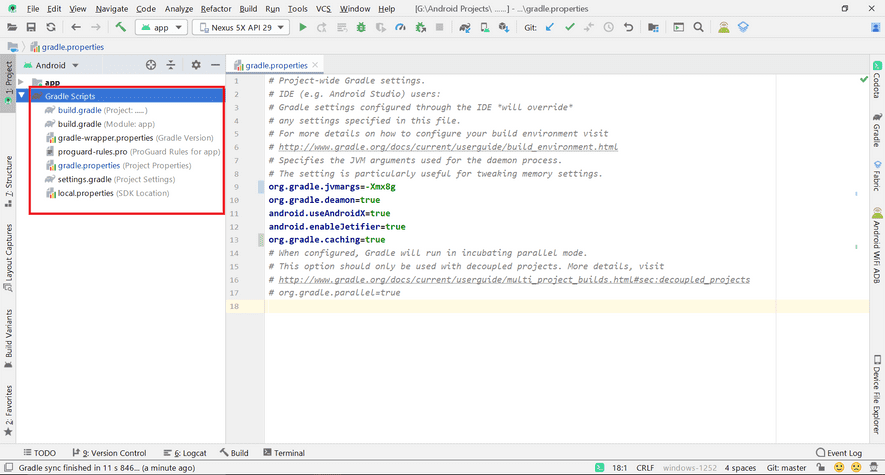 File Edit View Navigate Code Analyze Refactor Build Run Tools VCS Window Help [G:\Android Projects\ ......] - ...\gradle.properties
app Nexus 5X API 29 Git:
gradle.properties
Android
gradle.properties
1: Project
7: Structure
Layout Captures
Build Variants
2: Favorites
app
Gradle Scripts
build.gradle (Project: ......)
build.gradle (Module: app)
gradle-wrapper.properties (Gradle Version)
proguard-rules.pro (ProGuard Rules for app)
gradle.properties (Project Properties)
settings.gradle (Project Settings)
local.properties (SDK Location)
1 # Project-wide Gradle settings.
2 # IDE (e.g. Android Studio) users:
3 # Gradle settings configured through the IDE *will override*
4 # any settings specified in this file.
5 # For more details on how to configure your build environment visit
6 # http://www.gradle.org/docs/current/userguide/build_environment.html
7 # Specifies the JVM arguments used for the daemon process.
8 # The setting is particularly useful for tweaking memory settings.
9 org.gradle.jvmargs=-Xmx8g
10 org.gradle.deamon=true
11 android.useAndroidX=true
12 android.enableJetifier=true
13 org.gradle.caching=true
14 # When configured, Gradle will run in incubating parallel mode.
15 # This option should only be used with decoupled projects. More details, visit
16 # http://www.gradle.org/docs/current/userguide/multi_project_builds.html#sec:decoupled_projects
17 # org.gradle.parallel=true
18
Codota
Gradle
Fabric
Android WiFi ADB
Device File Explorer
TODO 9: Version Control 6: Logcat Build Terminal Event Log
Gradle sync finished in 11 s 846... (a minute ago) 18:1 CRLF windows-1252 4 spaces Git: master